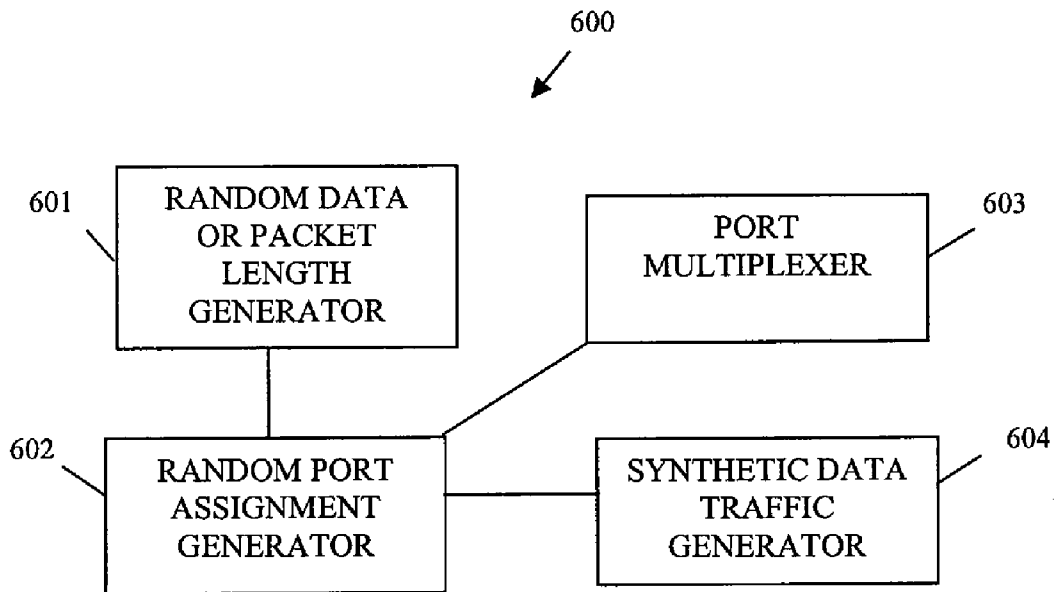 600
601
RANDOM DATA
OR PACKET
LENGTH
GENERATOR
PORT
MULTIPLEXER
603
602
RANDOM PORT
ASSIGNMENT
GENERATOR
SYNTHETIC DATA
TRAFFIC
GENERATOR
604